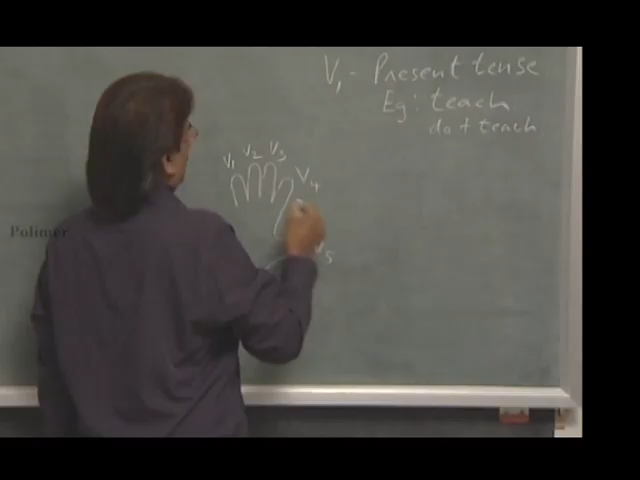 V₁ - Present tense
Eg: teach
do + teach
V₁ V₂ V₃
V₄
V₅
Polimer